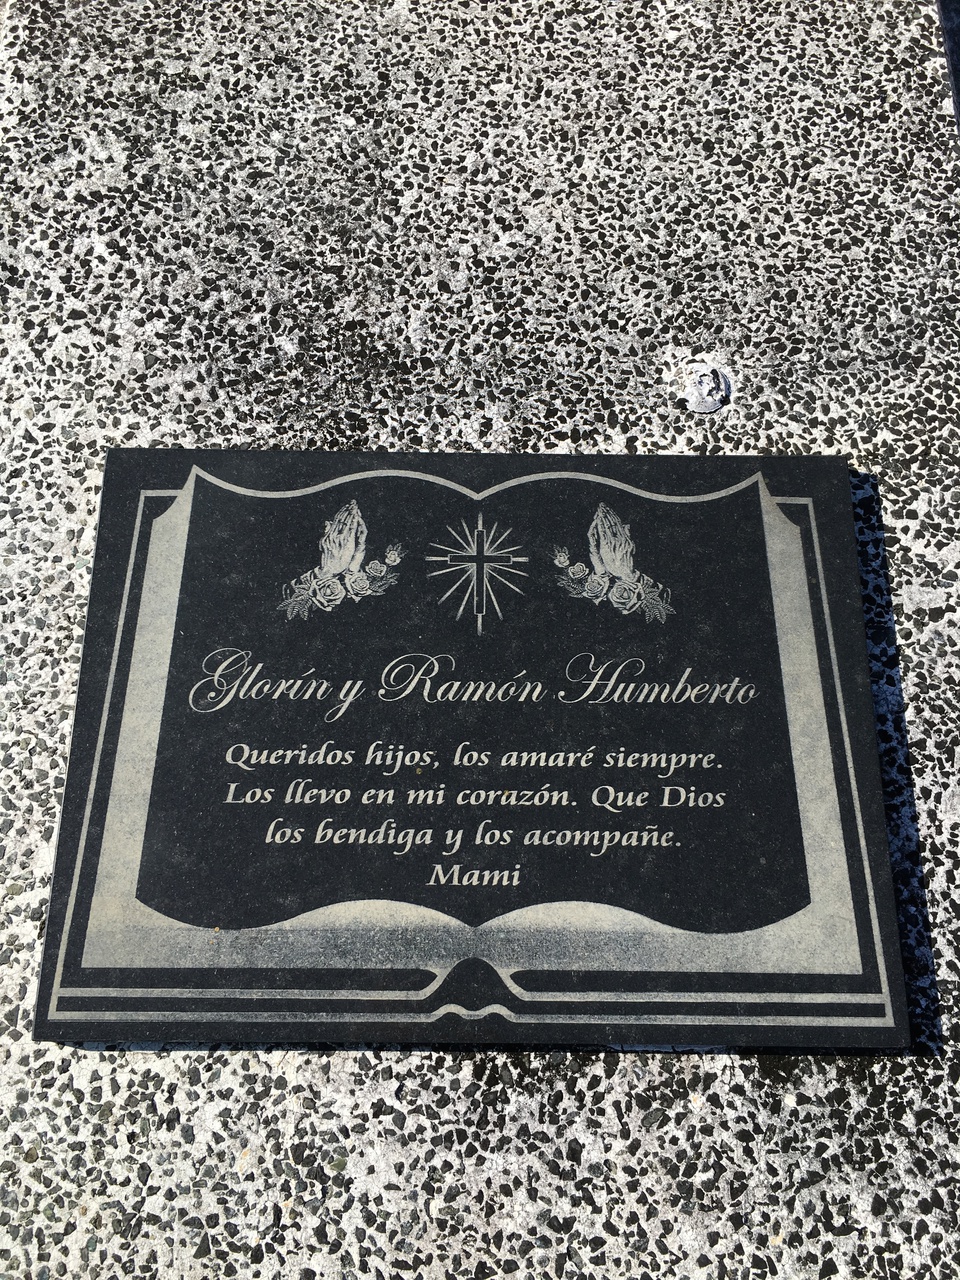 Glorín y Ramón Humberto
Queridos hijos, los amaré siempre.
Los llevo en mi corazón. Que Dios
los bendiga y los acompañe.
Mami